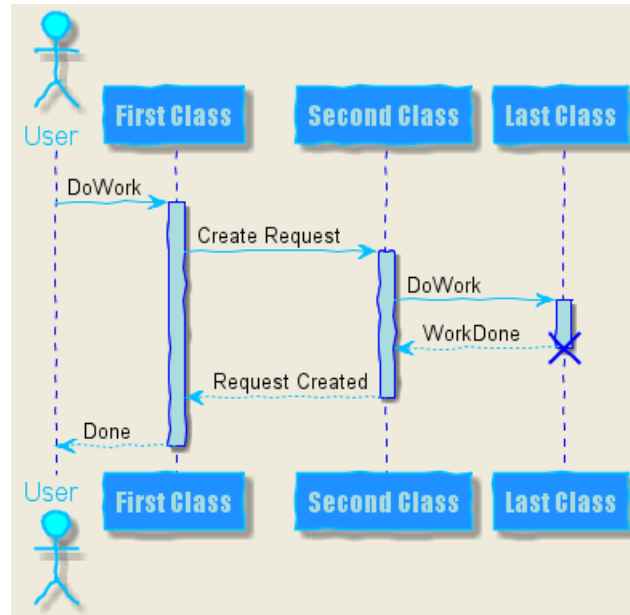 User
First Class
Second Class
Last Class
DoWork
Create Request
DoWork
WorkDone
Request Created
Done
User
First Class
Second Class
Last Class